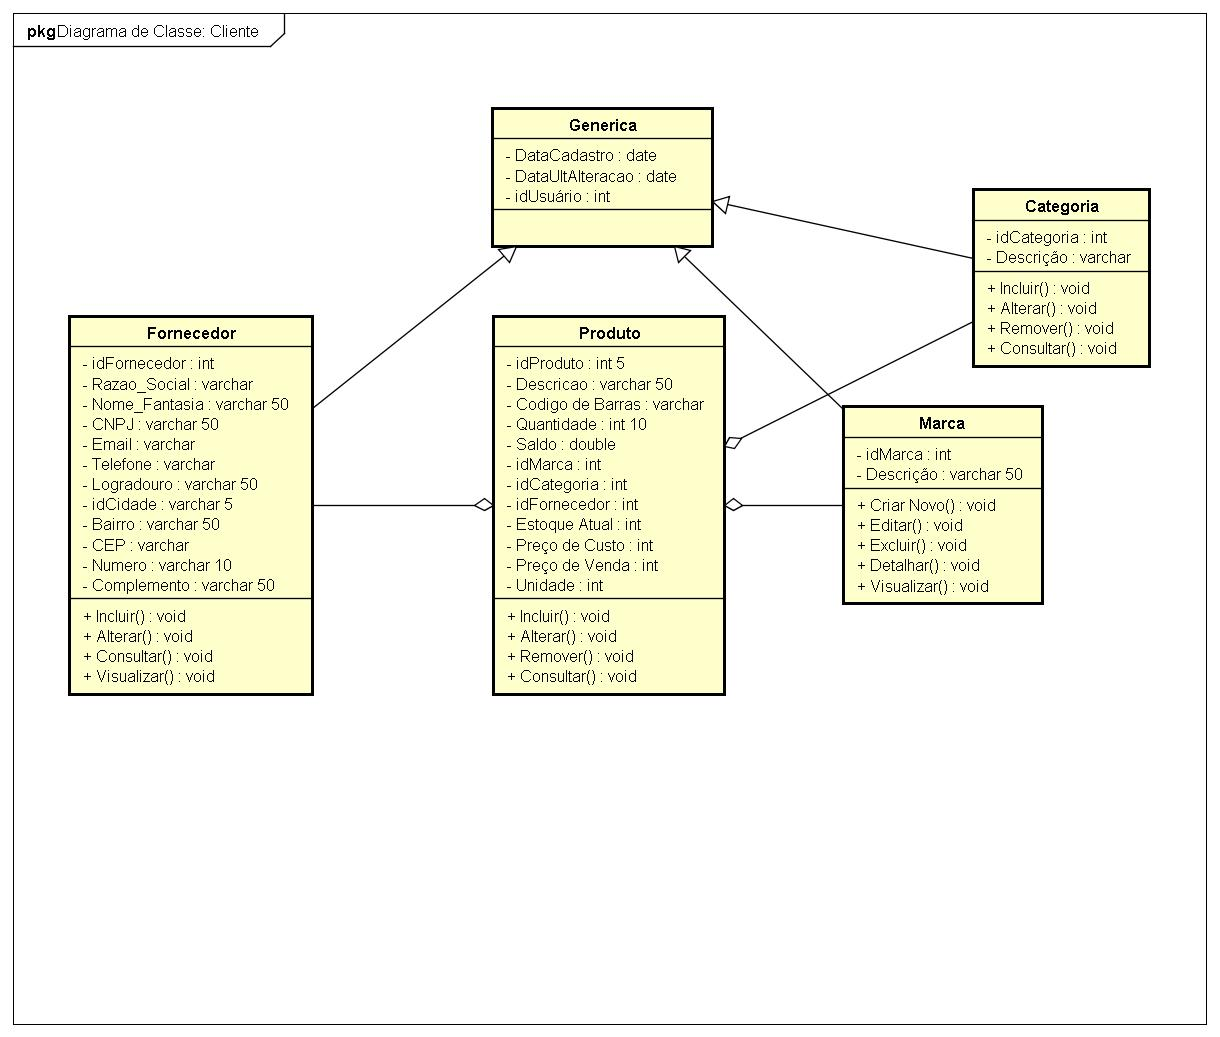 pkg Diagrama de Classe: Cliente
Generica
- DataCadastro : date
- DataUltAlteracao : date
- idUsuário : int
Categoria
- idCategoria : int
- Descrição : varchar
+ Incluir() : void
+ Alterar() : void
+ Remover() : void
+ Consultar() : void
Fornecedor
- idFornecedor : int
- Razao_Social : varchar
- Nome_Fantasia : varchar 50
- CNPJ : varchar 50
- Email : varchar
- Telefone : varchar
- Logradouro : varchar 50
- idCidade : varchar 5
- Bairro : varchar 50
- CEP : varchar
- Numero : varchar 10
- Complemento : varchar 50
+ Incluir() : void
+ Alterar() : void
+ Consultar() : void
+ Visualizar() : void
Produto
- idProduto : int 5
- Descricao : varchar 50
- Codigo de Barras : varchar
- Quantidade : int 10
- Saldo : double
- idMarca : int
- idCategoria : int
- idFornecedor : int
- Estoque Atual : int
- Preço de Custo : int
- Preço de Venda : int
- Unidade : int
+ Incluir() : void
+ Alterar() : void
+ Remover() : void
+ Consultar() : void
Marca
- idMarca : int
- Descrição : varchar 50
+ Criar Novo() : void
+ Editar() : void
+ Excluir() : void
+ Detalhar() : void
+ Visualizar() : void